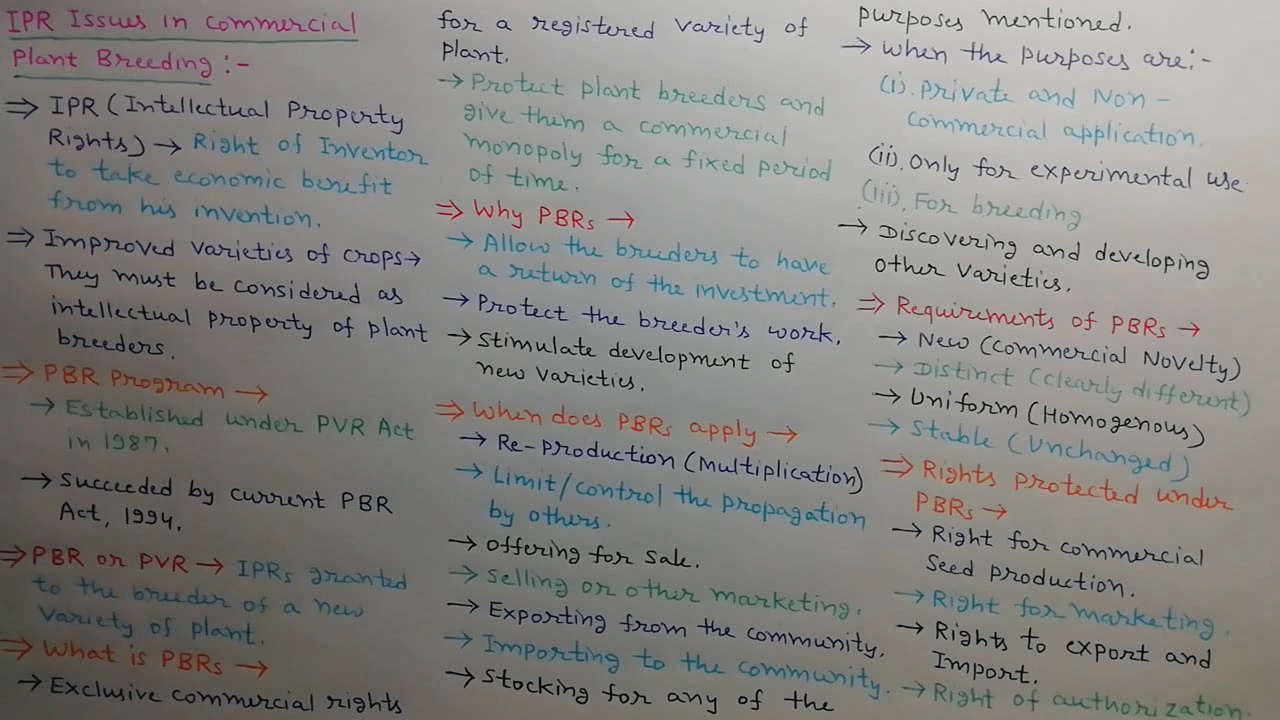 IPR Issues in Commercial
Plant Breeding :-
⇒ IPR (Intellectual Property
Rights) → Right of Inventor
to take economic benefit
from his invention.
⇒ Improved varieties of crops→
They must be considered as
intellectual property of plant
breeders.
⇒ PBR Program →
→ Established under PVR Act
in 1987.
→ Succeeded by current PBR
Act, 1994.
⇒ PBR or PVR → IPRs granted
to the breeder of a new
variety of plant.
⇒ What is PBRs →
→ Exclusive commercial rights
for a registered variety of
plant.
→ Protect plant breeders and
give them a commercial
monopoly for a fixed period
of time.
⇒ Why PBRs →
→ Allow the breeders to have
a return of the investment.
→ Protect the breeder's work.
→ Stimulate development of
new varieties.
⇒ When does PBRs apply →
→ Re-production (Multiplication)
→ Limit/control the propagation
by others.
→ Offering for sale.
→ Selling or other marketing.
→ Exporting from the community.
→ Importing to the community.
→ Stocking for any of the
purposes mentioned.
→ When the purposes are:-
(i). Private and Non-
commercial application.
(ii). Only for experimental use
(iii). For breeding
→ Discovering and developing
other varieties.
⇒ Requirements of PBRs →
→ New (Commercial Novelty)
→ Distinct (Clearly different)
→ Uniform (Homogenous)
→ Stable (Unchanged)
⇒ Rights protected under
PBRs →
→ Right for commercial
Seed production.
→ Right for marketing.
→ Rights to export and
Import.
→ Right of authorization.